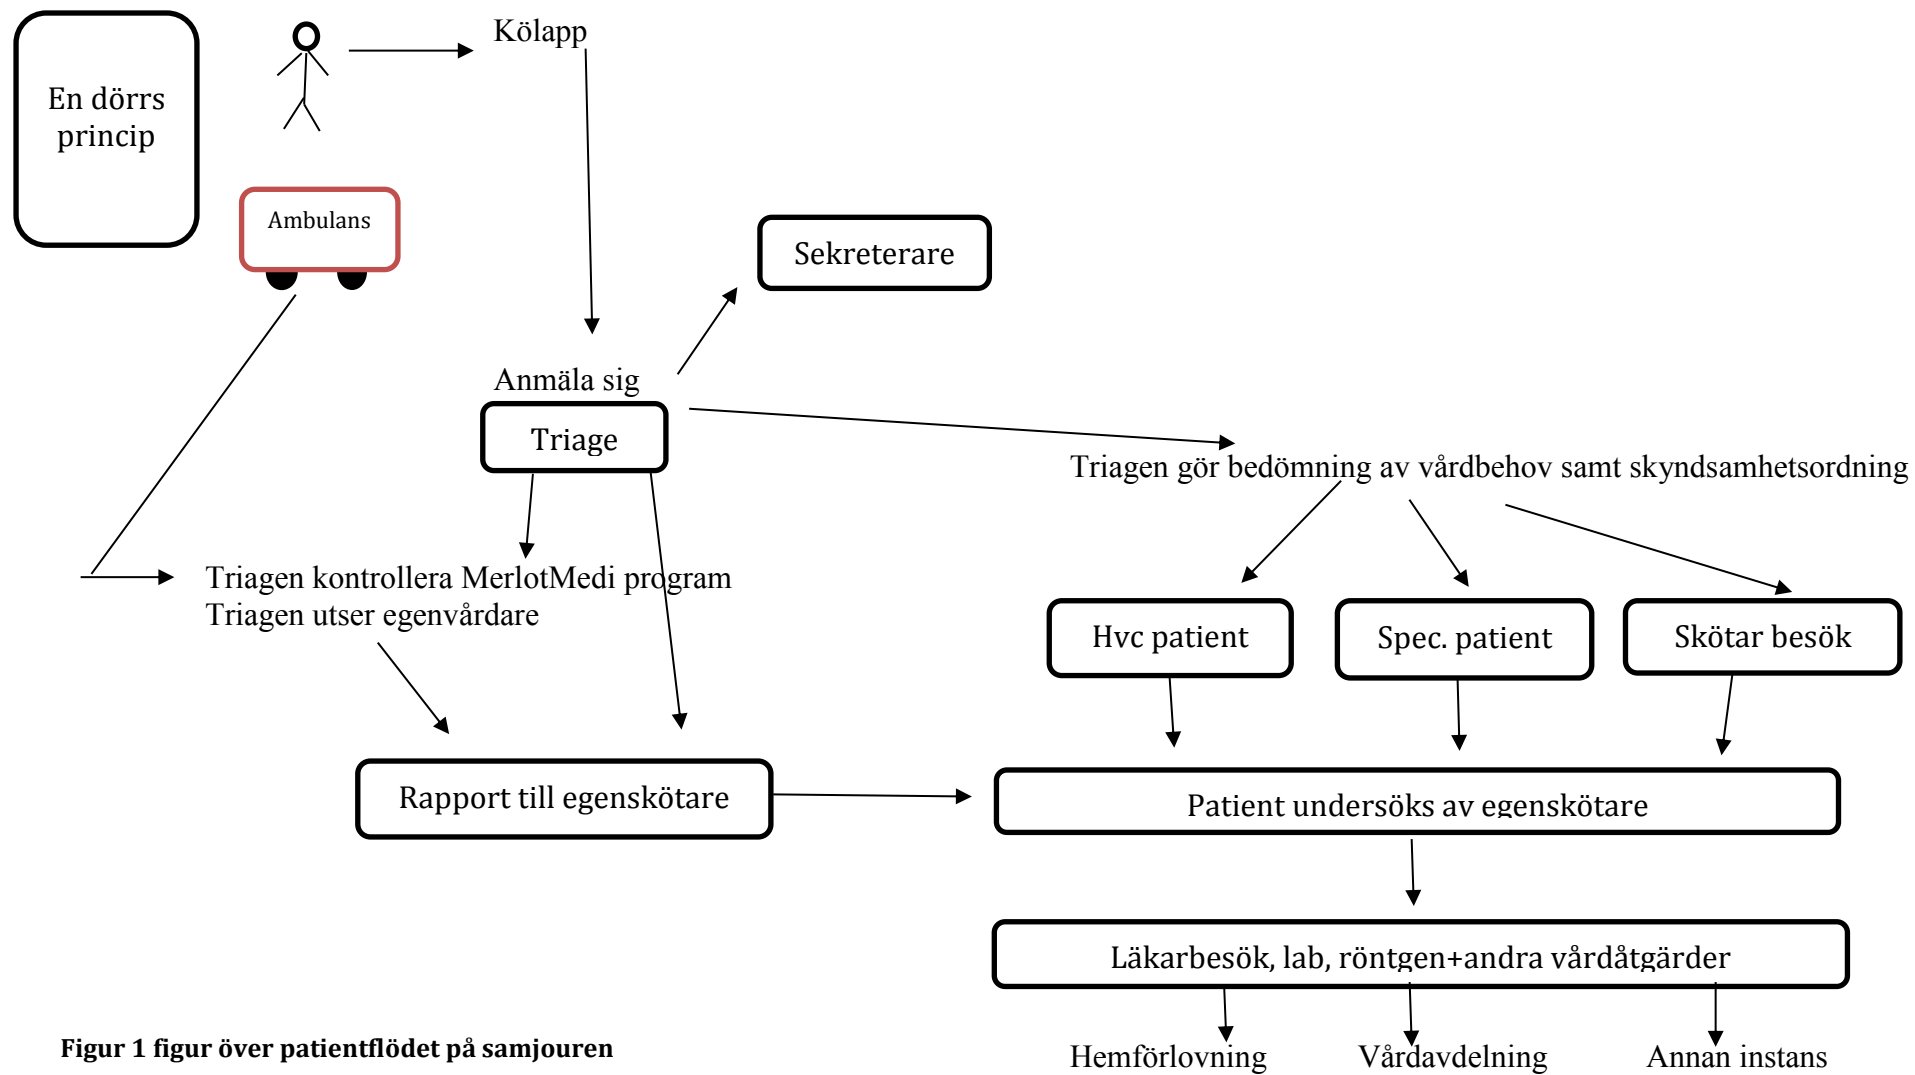 En dörrs
princip
Kölapp
Ambulans
Sekreterare
Anmäla sig
Triage
Triagen gör bedömning av vårdbehov samt skyndsamhetsordning
Triagen kontrollera MerlotMedi program
Triagen utser egenvårdare
Hvc patient
Spec. patient
Skötar besök
Rapport till egenskötare
Patient undersöks av egenskötare
Läkarbesök, lab, röntgen+andra vårdåtgärder
Hemförlovning
Vårdavdelning
Annan instans
Figur 1 figur över patientflödet på samjouren